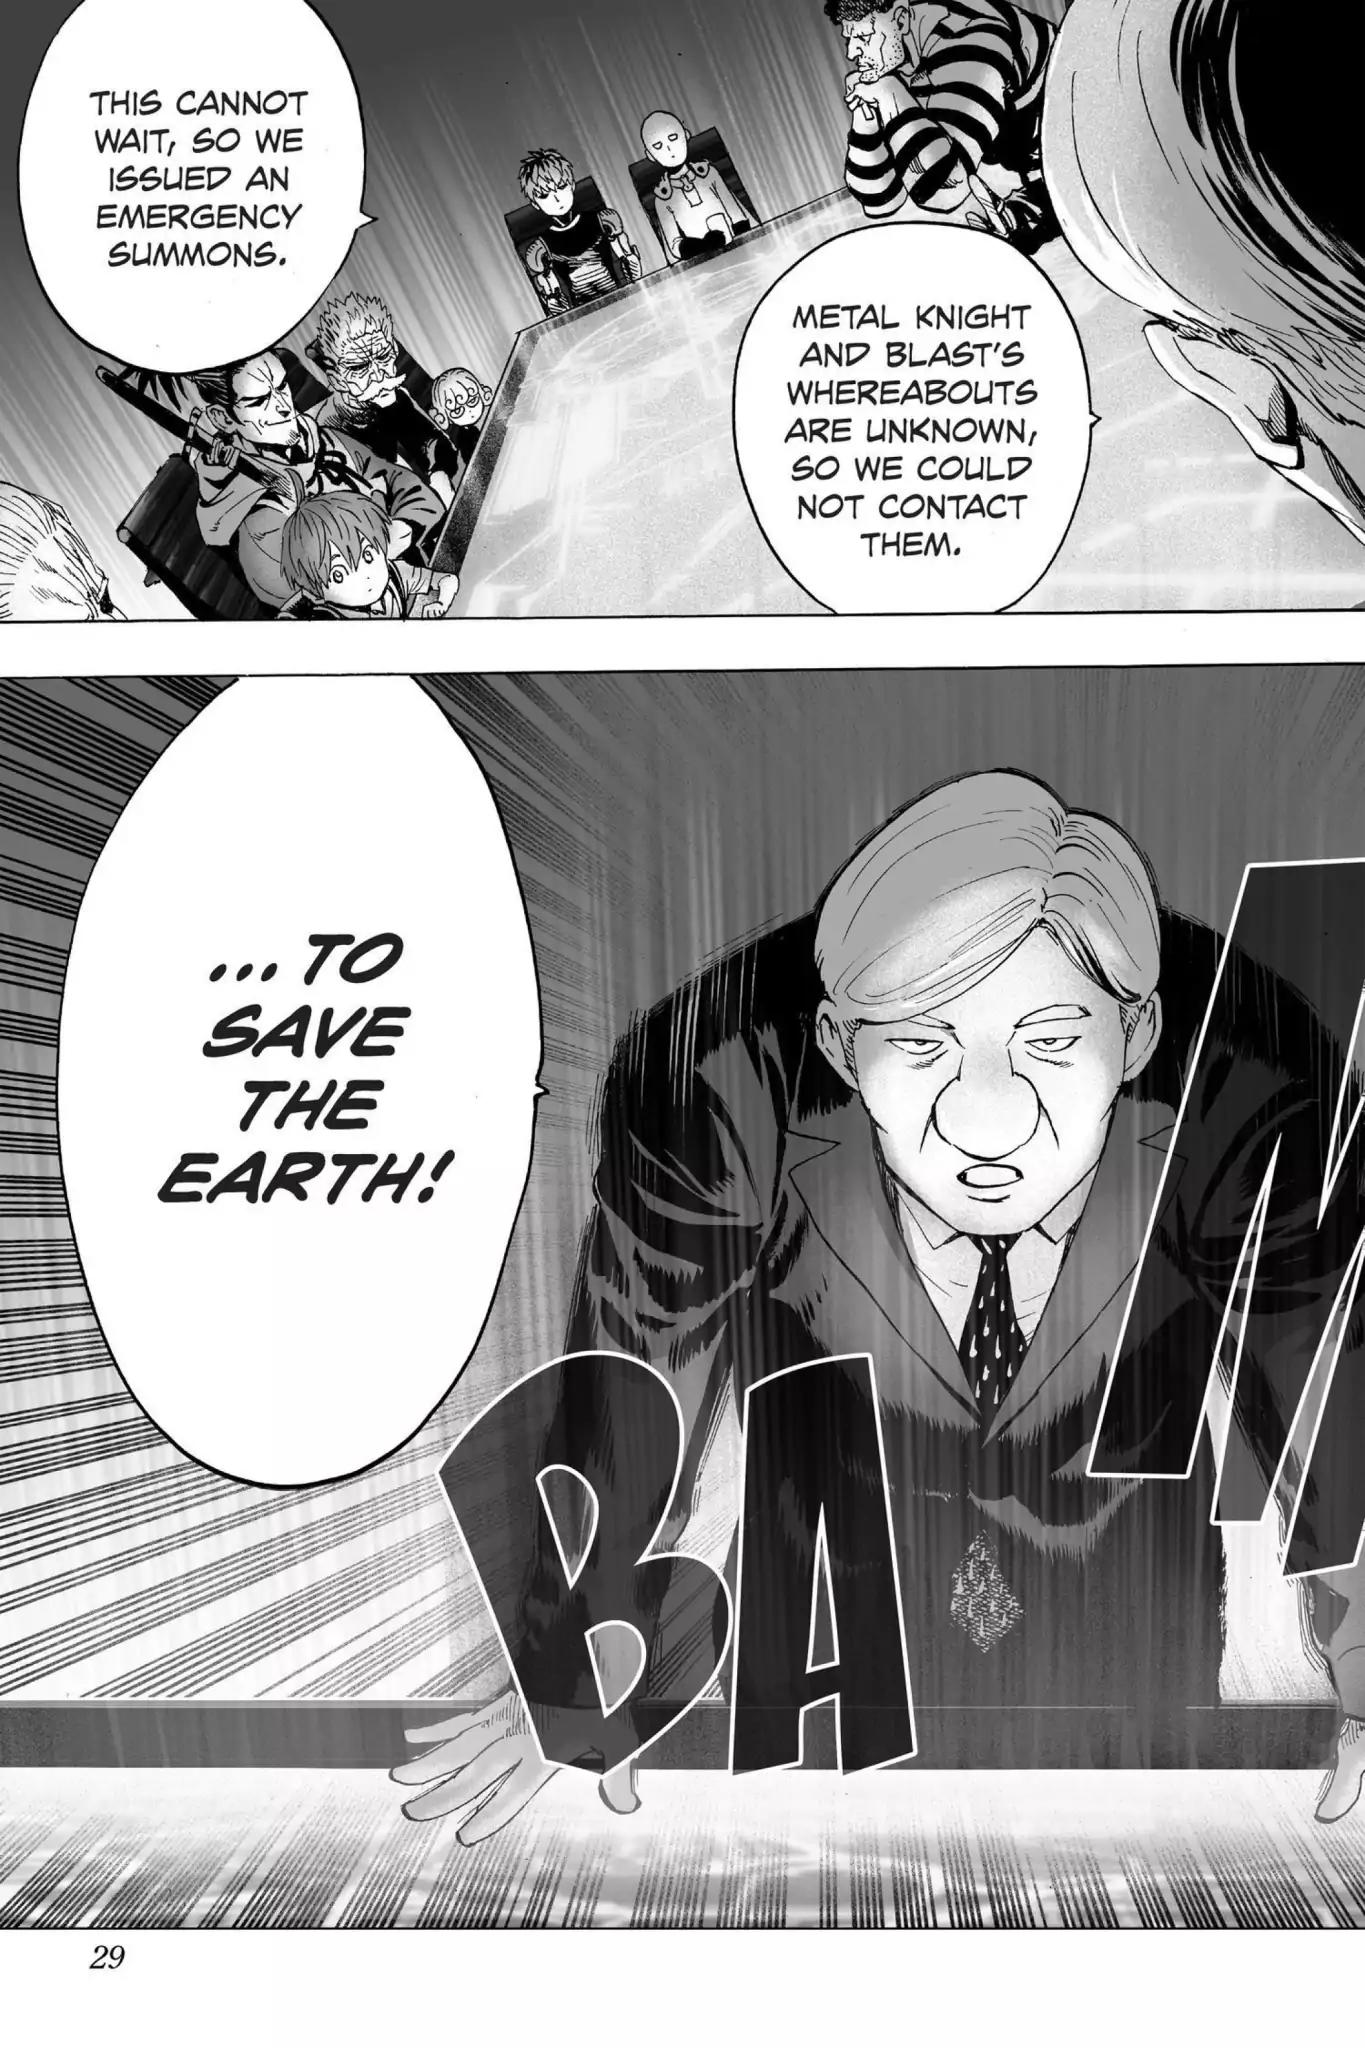 METAL KNIGHT
AND BLAST'S
WHEREABOUTS
ARE UNKNOWN,
SO WE COULD
NOT CONTACT
THEM.
THIS CANNOT
WAIT, SO WE
ISSUED AN
EMERGENCY
SUMMONS.
...TO
SAVE
THE
EARTH!
BAM
29